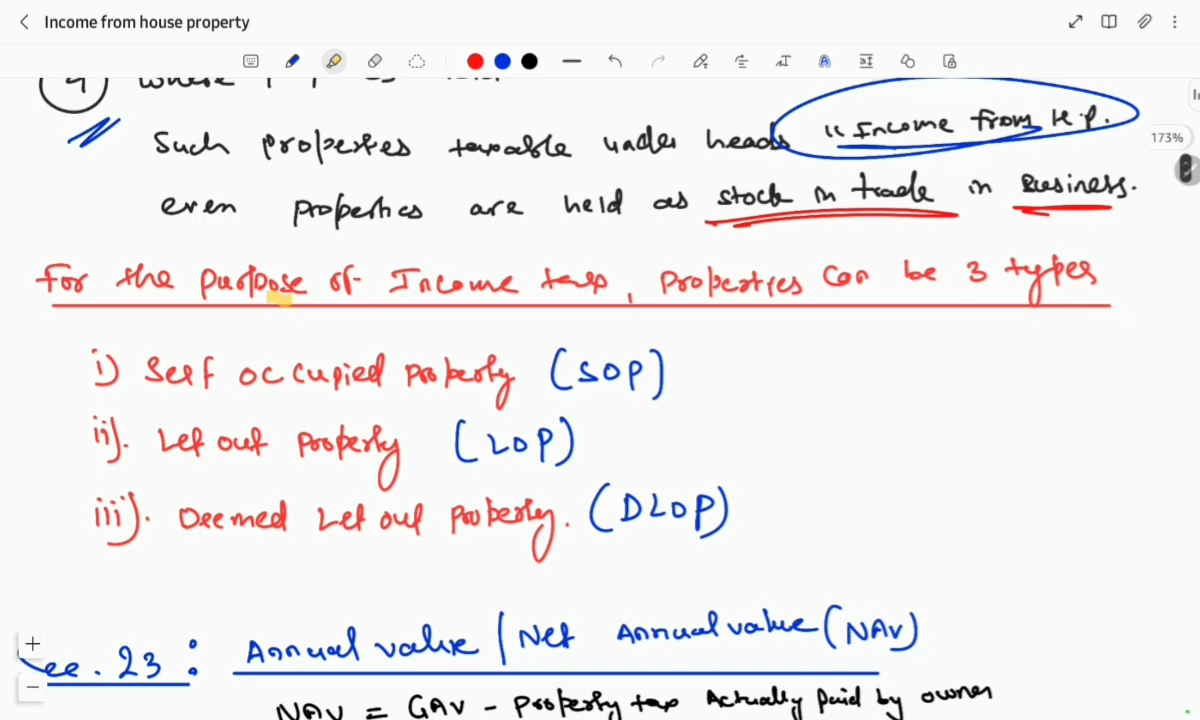 Income from house property
4
Such properties taxable under heads "Income from H.P.
173%
even properties are held as stock in trade in Business.
For the Purpose of Income tax, Properties Can be 3 types
i) Self occupied property (SOP)
ii). Let out property (LOP)
iii). Deemed Let out property. (DLOP)
Sec. 23 : Annual value / Net Annual value (NAV)
NAV = GAV - Property tax Actually Paid by owner